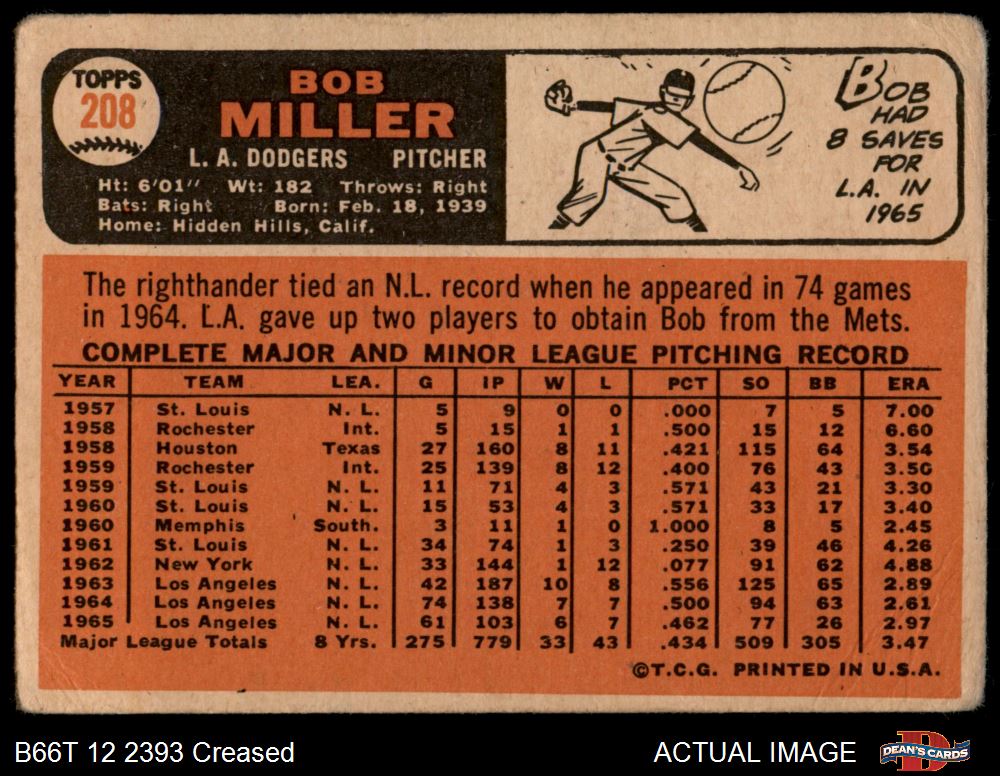 TOPPS
208
BOB
MILLER
L. A. DODGERS PITCHER
Ht: 6'01" Wt: 182 Throws: Right
Bats: Right Born: Feb. 18, 1939
Home: Hidden Hills, Calif.
BOB
HAD
8 SAVES
FOR
L.A. IN
1965
The righthander tied an N.L. record when he appeared in 74 games
in 1964. L.A. gave up two players to obtain Bob from the Mets.
COMPLETE MAJOR AND MINOR LEAGUE PITCHING RECORD
YEAR TEAM LEA. G IP W L PCT SO BB ERA
1957 St. Louis N. L. 5 9 0 0 .000 7 5 7.00
1958 Rochester Int. 5 15 1 1 .500 15 12 6.60
1958 Houston Texas 27 160 8 11 .421 115 64 3.54
1959 Rochester Int. 25 139 8 12 .400 76 43 3.50
1959 St. Louis N. L. 11 71 4 3 .571 43 21 3.30
1960 St. Louis N. L. 15 53 4 3 .571 33 17 3.40
1960 Memphis South. 3 11 1 0 1.000 8 5 2.45
1961 St. Louis N. L. 34 74 1 3 .250 39 46 4.26
1962 New York N. L. 33 144 1 12 .077 91 62 4.88
1963 Los Angeles N. L. 42 187 10 8 .556 125 65 2.89
1964 Los Angeles N. L. 74 138 7 7 .500 94 63 2.61
1965 Los Angeles N. L. 61 103 6 7 .462 77 26 2.97
Major League Totals 8 Yrs. 275 779 33 43 .434 509 305 3.47
©T.C.G. PRINTED IN U.S.A.
B66T 12 2393 Creased ACTUAL IMAGE
D
DEAN'S CARDS